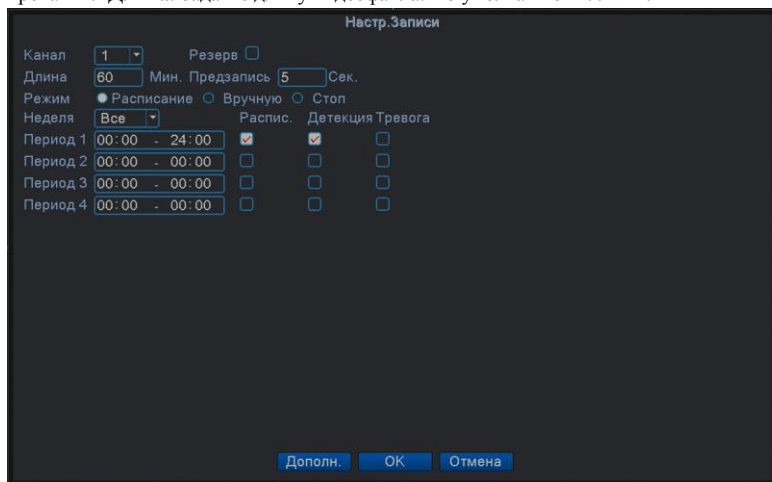 Настр.Записи
Канал 1 Резерв
Длина 60 Мин. Предзапись 5 Сек.
Режим Расписание Вручную Стоп
Неделя Все Распис. Детекция Тревога
Период 1 00:00 - 24:00
Период 2 00:00 - 00:00
Период 3 00:00 - 00:00
Период 4 00:00 - 00:00
Дополн. OK Отмена